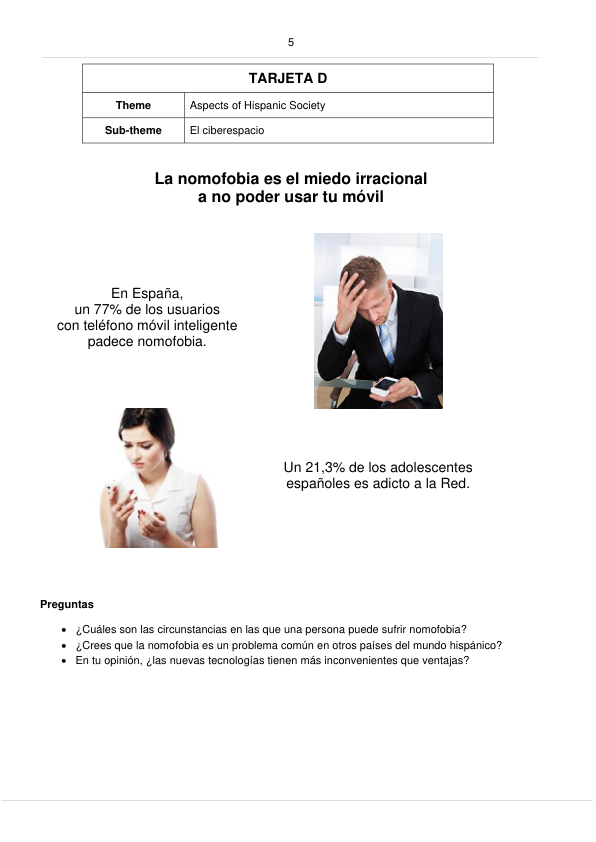 5
TARJETA D
Theme
Aspects of Hispanic Society
Sub-theme
El ciberespacio
La nomofobia es el miedo irracional
a no poder usar tu móvil
En España,
un 77% de los usuarios
con teléfono móvil inteligente
padece nomofobia.
Un 21,3% de los adolescentes
españoles es adicto a la Red.
Preguntas
• ¿Cuáles son las circunstancias en las que una persona puede sufrir nomofobia?
• ¿Crees que la nomofobia es un problema común en otros países del mundo hispánico?
• En tu opinión, ¿las nuevas tecnologías tienen más inconvenientes que ventajas?